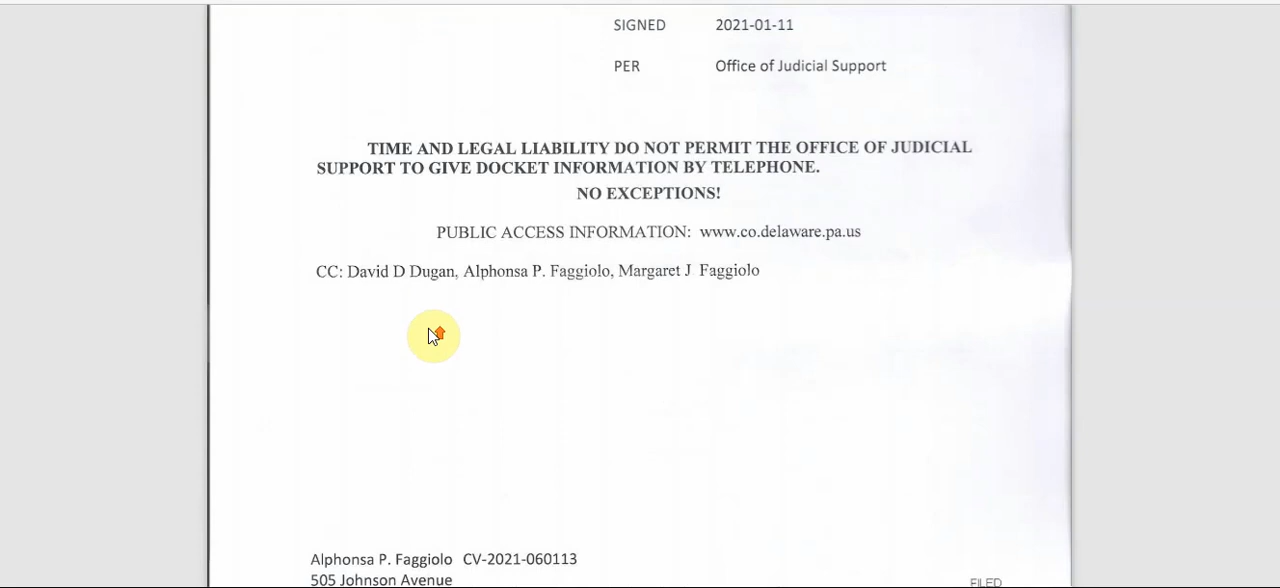 SIGNED 2021-01-11
PER Office of Judicial Support
TIME AND LEGAL LIABILITY DO NOT PERMIT THE OFFICE OF JUDICIAL
SUPPORT TO GIVE DOCKET INFORMATION BY TELEPHONE.
NO EXCEPTIONS!
PUBLIC ACCESS INFORMATION: www.co.delaware.pa.us
CC: David D Dugan, Alphonsa P. Faggiolo, Margaret J Faggiolo
Alphonsa P. Faggiolo CV-2021-060113
505 Johnson Avenue
FILED